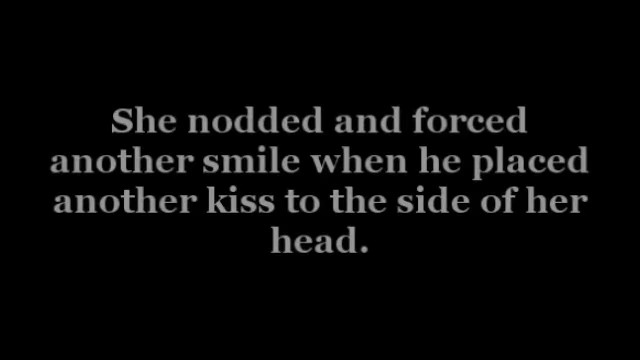 She nodded and forced
another smile when he placed
another kiss to the side of her
head.